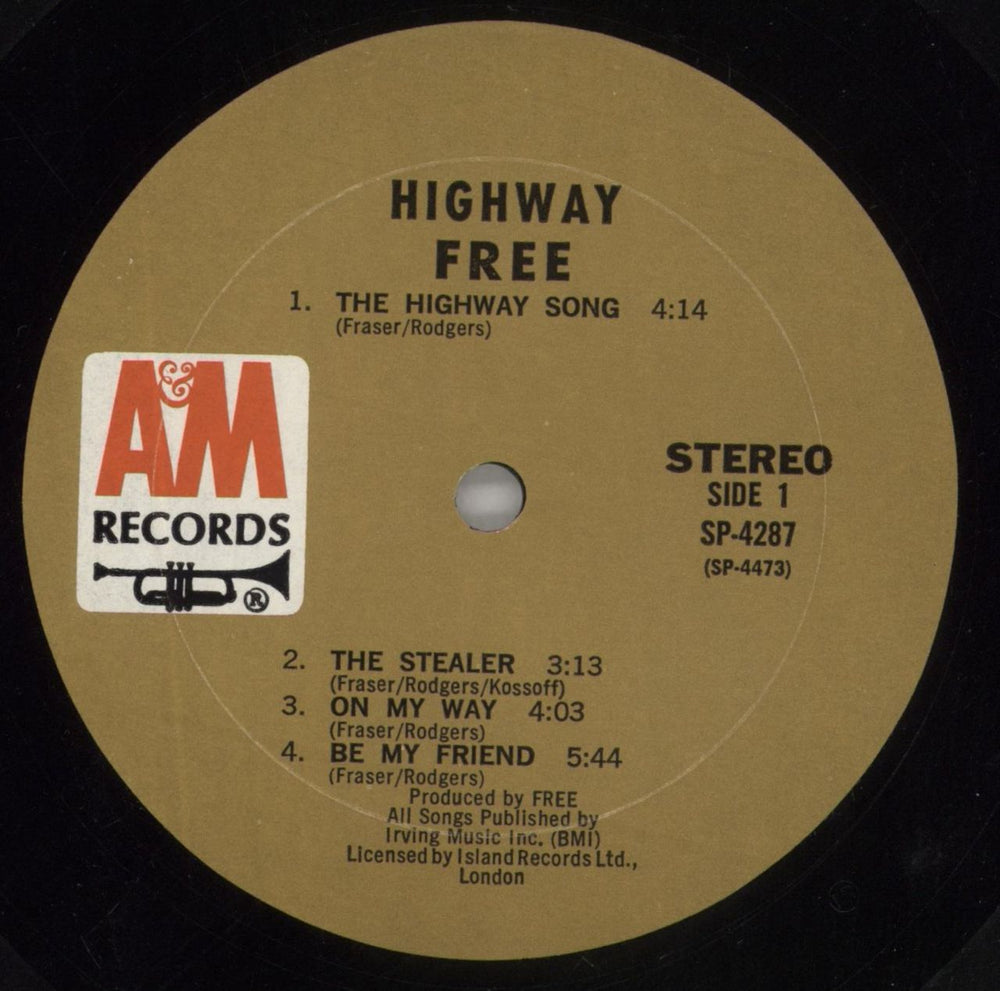 HIGHWAY
FREE
1. THE HIGHWAY SONG 4:14
(Fraser/Rodgers)
A&M
RECORDS
®
STEREO
SIDE 1
SP-4287
(SP-4473)
2. THE STEALER 3:13
(Fraser/Rodgers/Kossoff)
3. ON MY WAY 4:03
(Fraser/Rodgers)
4. BE MY FRIEND 5:44
(Fraser/Rodgers)
Produced by FREE
All Songs Published by
Irving Music Inc. (BMI)
Licensed by Island Records Ltd.,
London